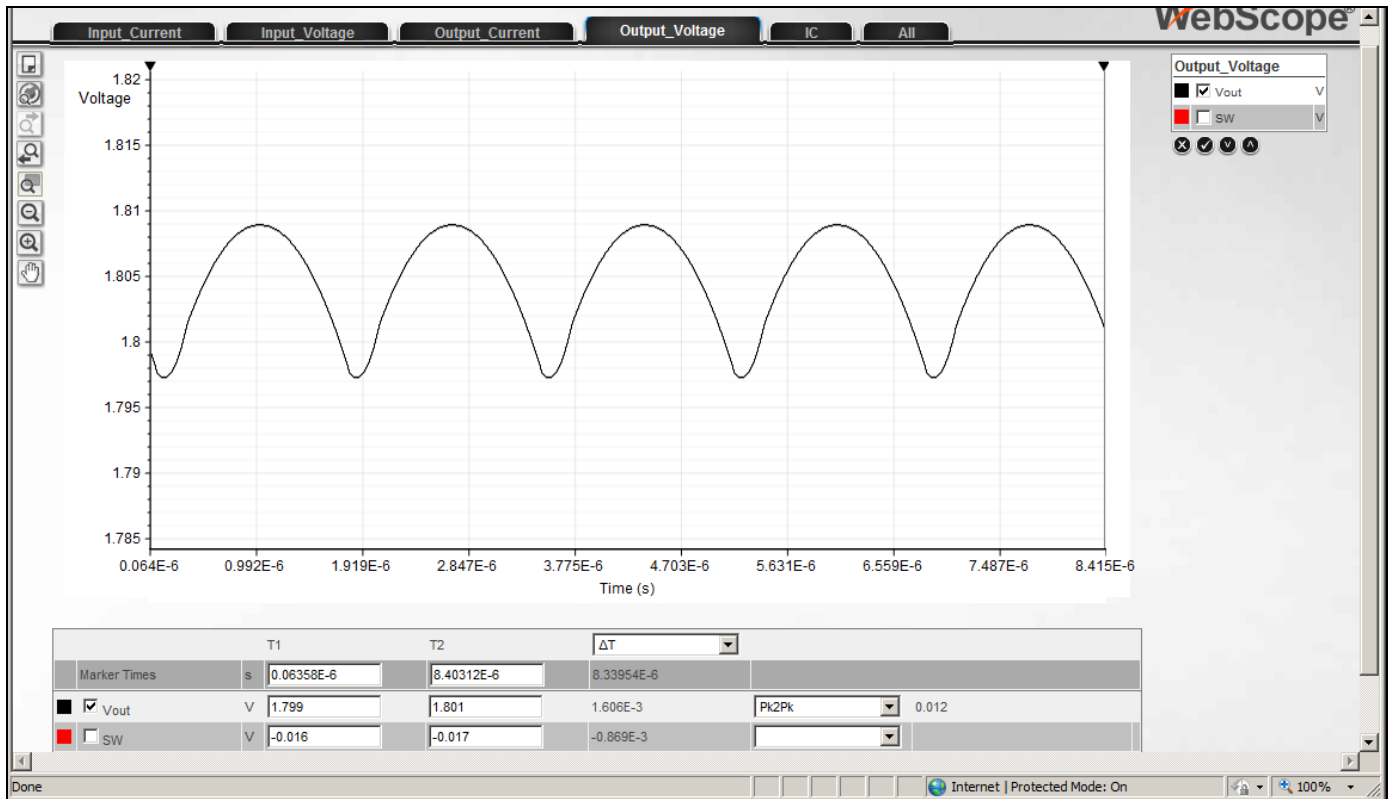 WebScope®
Input_Current Input_Voltage Output_Current Output_Voltage IC All
Output_Voltage
Vout V
SW V
Voltage
1.82
1.815
1.81
1.805
1.8
1.795
1.79
1.785
0.064E-6 0.992E-6 1.919E-6 2.847E-6 3.775E-6 4.703E-6 5.631E-6 6.559E-6 7.487E-6 8.415E-6
Time (s)
T1 T2 ΔT
Marker Times s 0.06358E-6 8.40312E-6 8.33954E-6
Vout V 1.799 1.801 1.606E-3 Pk2Pk 0.012
SW V -0.016 -0.017 -0.869E-3
Done Internet | Protected Mode: On 100%